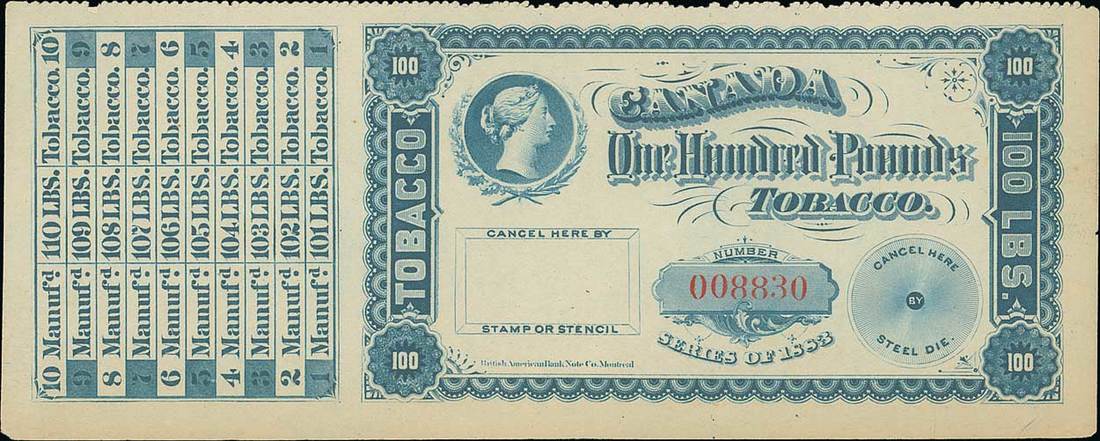 10 Manuf'd: 110 LBS. Tobacco. 10
9 Manuf'd: 109 LBS. Tobacco. 9
8 Manuf'd: 108 LBS. Tobacco. 8
7 Manuf'd: 107 LBS. Tobacco. 7
6 Manuf'd: 106 LBS. Tobacco. 6
5 Manuf'd: 105 LBS. Tobacco. 5
4 Manuf'd: 104 LBS. Tobacco. 4
3 Manuf'd: 103 LBS. Tobacco. 3
2 Manuf'd: 102 LBS. Tobacco. 2
1 Manuf'd: 101 LBS. Tobacco. 1
100
100
TOBACCO
CANADA
One Hundred Pounds
TOBACCO.
100 LBS.
CANCEL HERE BY
STAMP OR STENCIL
NUMBER
008830
SERIES OF 1883
CANCEL HERE
BY
STEEL DIE.
British American Bank Note Co. Montreal
100
100